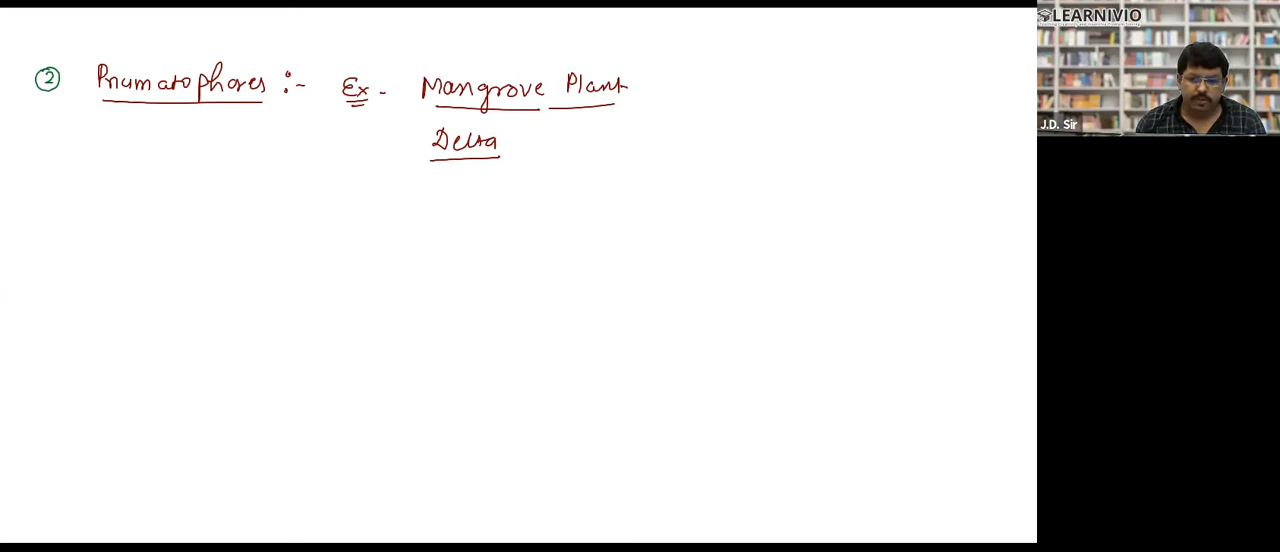 ② Pnumatophores :- Ex - Mangrove Plant
Delta
LEARNIVIO
J.D. Sir